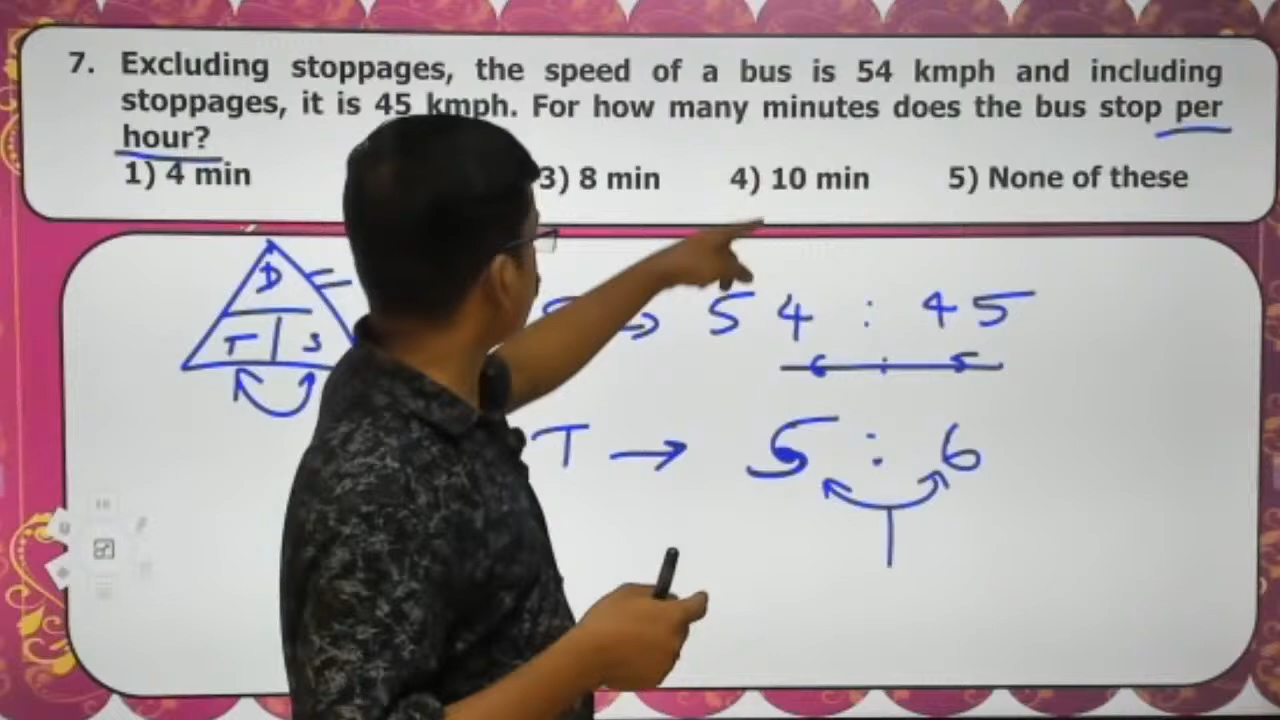 7. Excluding stoppages, the speed of a bus is 54 kmph and including
stoppages, it is 45 kmph. For how many minutes does the bus stop per
hour?
1) 4 min 3) 8 min 4) 10 min 5) None of these
D
T S
→ 54 : 45
6 : 5
T → 5 : 6